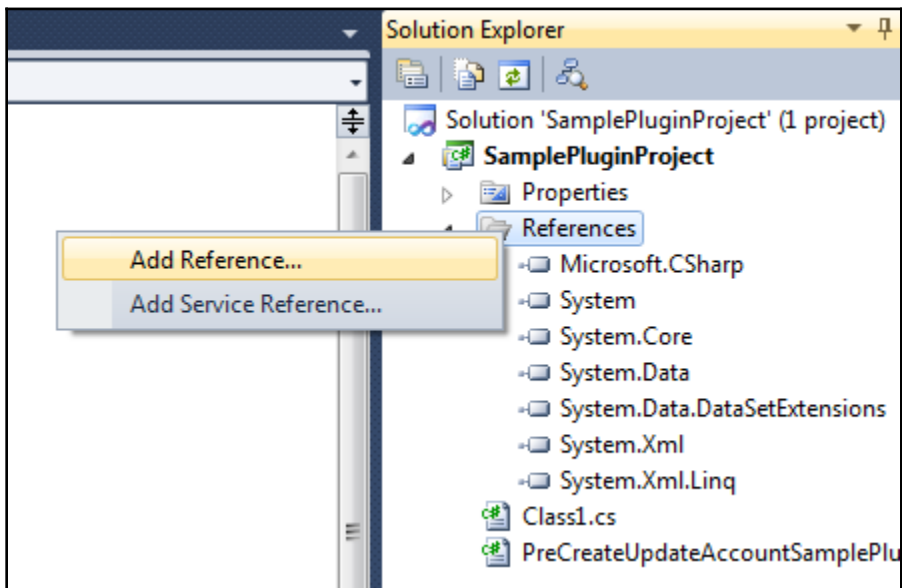 Solution Explorer
Solution 'SamplePluginProject' (1 project)
SamplePluginProject
Properties
References
Add Reference...
Add Service Reference...
Microsoft.CSharp
System
System.Core
System.Data
System.Data.DataSetExtensions
System.Xml
System.Xml.Linq
C# Class1.cs
C# PreCreateUpdateAccountSamplePlu